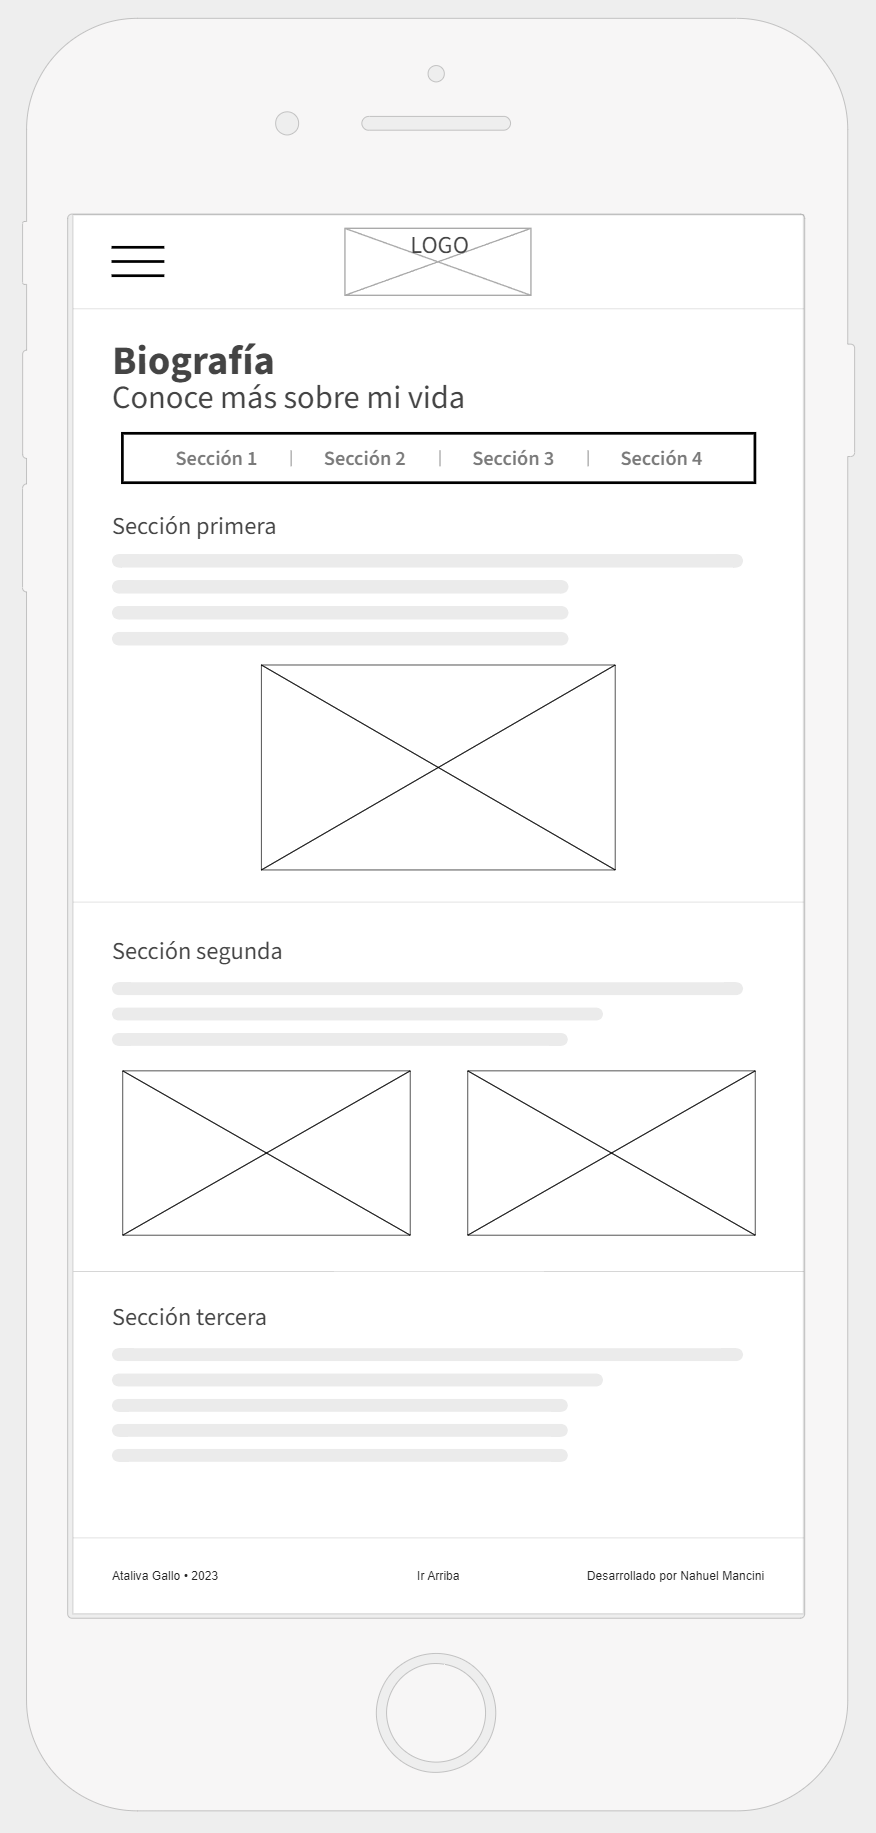 LOGO
Biografía
Conoce más sobre mi vida
Sección 1 | Sección 2 | Sección 3 | Sección 4
Sección primera
Sección segunda
Sección tercera
Ataliva Gallo • 2023 Ir Arriba Desarrollado por Nahuel Mancini